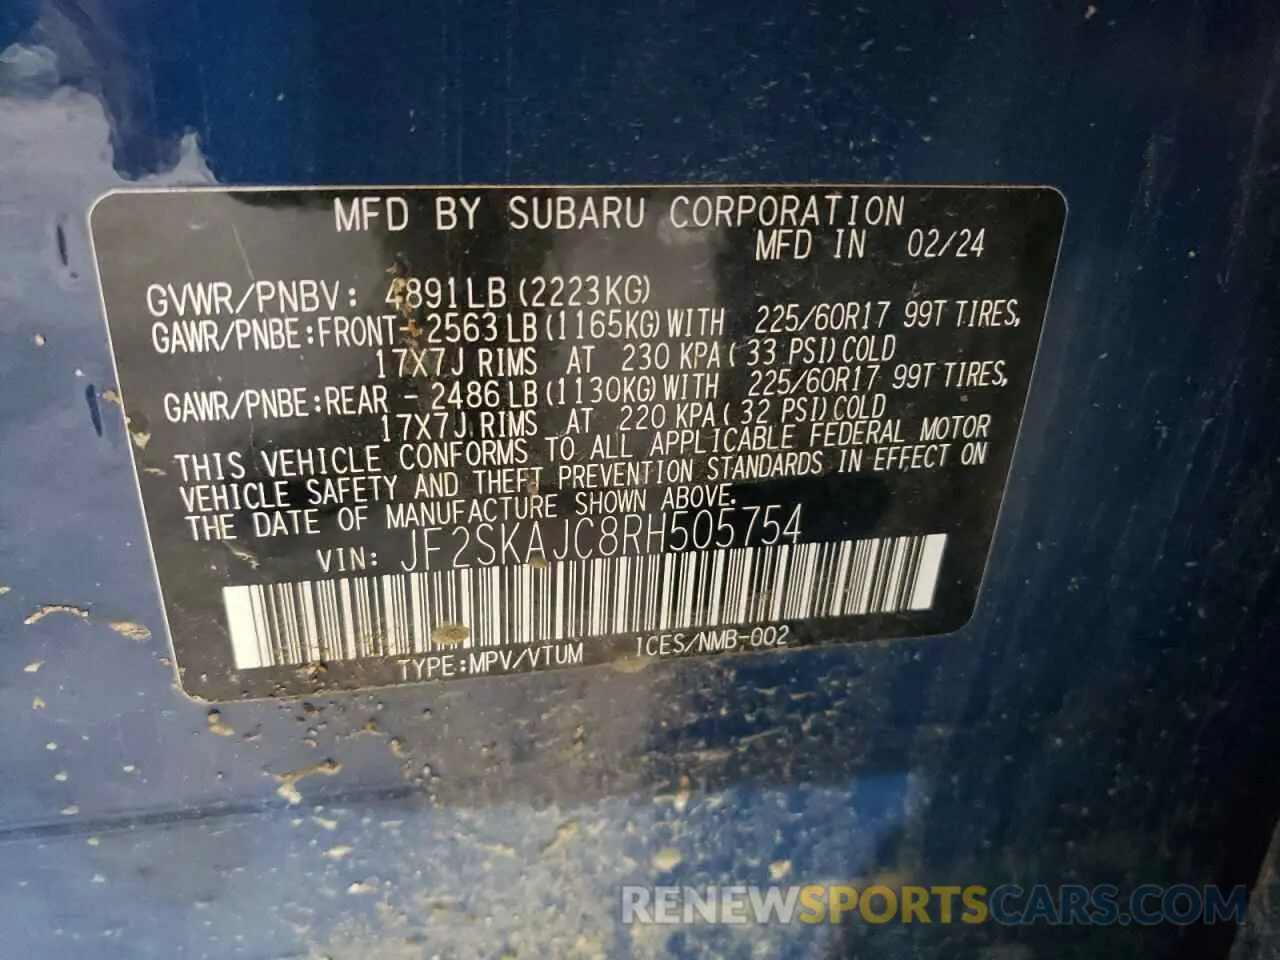 MFD BY SUBARU CORPORATION
MFD IN 02/24
GVWR/PNBV: 4891LB(2223KG)
GAWR/PNBE:FRONT- 2563LB(1165KG)WITH 225/60R17 99T TIRES,
17X7J RIMS AT 230 KPA( 33 PSI)COLD
GAWR/PNBE:REAR - 2486LB(1130KG)WITH 225/60R17 99T TIRES,
17X7J RIMS AT 220 KPA( 32 PSI)COLD
THIS VEHICLE CONFORMS TO ALL APPLICABLE FEDERAL MOTOR
VEHICLE SAFETY AND THEFT PREVENTION STANDARDS IN EFFECT ON
THE DATE OF MANUFACTURE SHOWN ABOVE.
VIN: JF2SKAJC8RH505754
TYPE:MPV/VTUM ICES/NMB-002
RENEWSPORTSCARS.COM